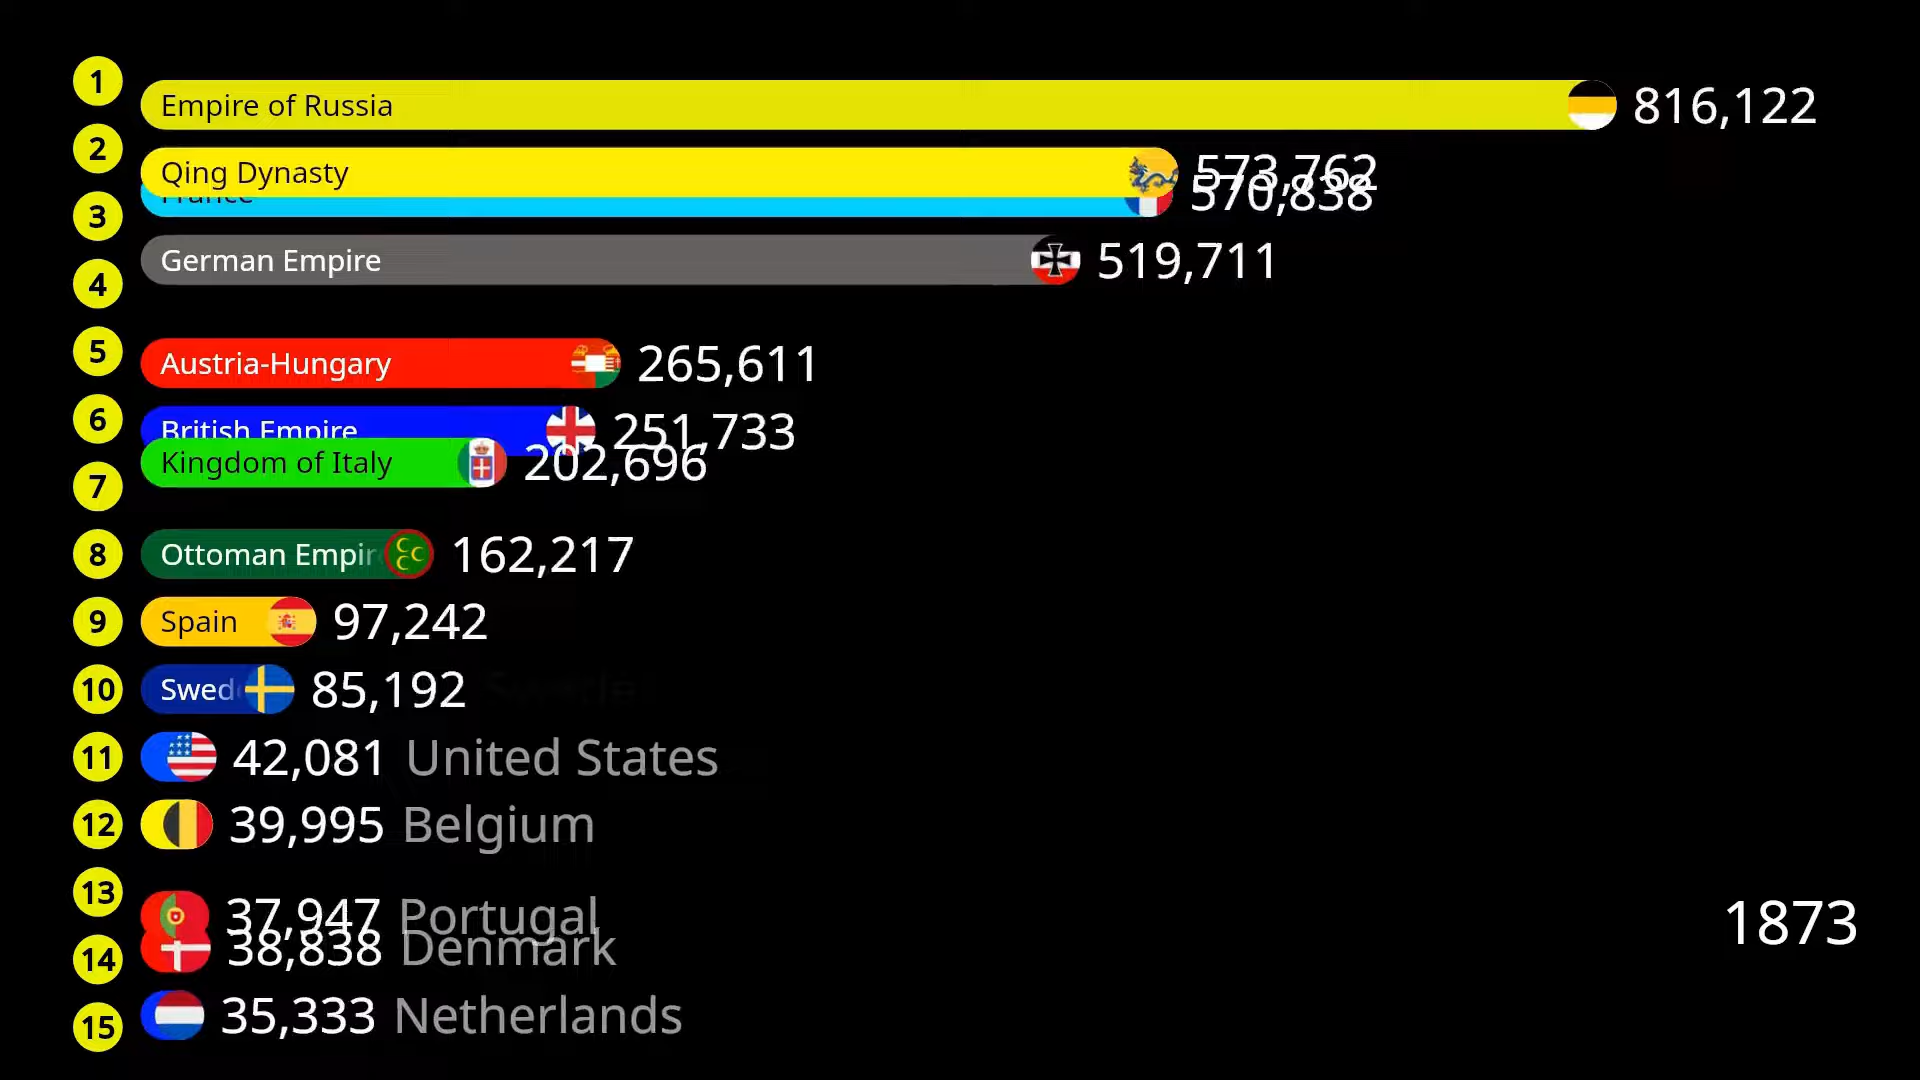 1
Empire of Russia 816,122
2
Qing Dynasty 573,762
France 570,838
3
German Empire 519,711
4
5
Austria-Hungary 265,611
6
British Empire 251,733
Kingdom of Italy 202,696
7
8 Ottoman Empir 162,217
9 Spain 97,242
10 Swed 85,192
11 42,081 United States
12 39,995 Belgium
13
37,947 Portugal
1873
38,838 Denmark
14
35,333 Netherlands
15